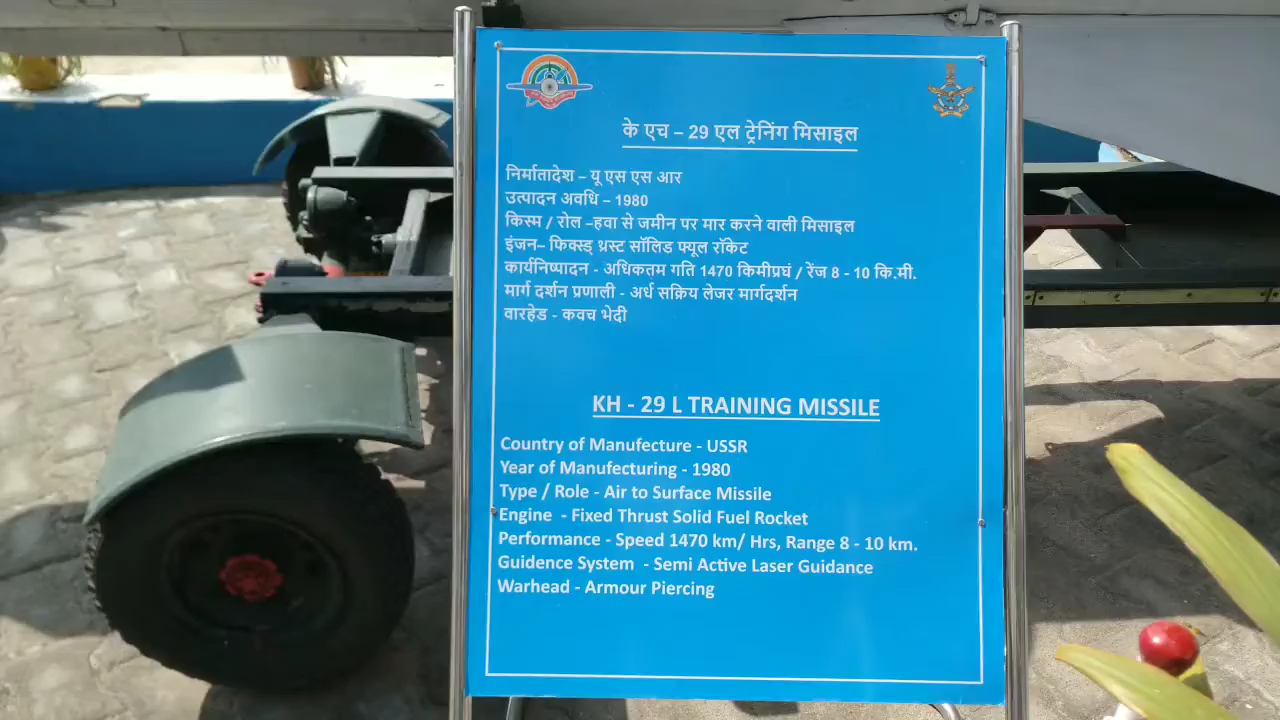 के एच – 29 एल ट्रेनिंग मिसाइल
निर्मातादेश – यू एस एस आर
उत्पादन अवधि – 1980
किस्म / रोल –हवा से जमीन पर मार करने वाली मिसाइल
इंजन– फिक्स्ड थ्रस्ट सॉलिड फ्यूल रॉकेट
कार्यनिष्पादन - अधिकतम गति 1470 किमीप्रघं / रेंज 8 - 10 कि.मी.
मार्ग दर्शन प्रणाली - अर्ध सक्रिय लेजर मार्गदर्शन
वारहेड - कवच भेदी
KH - 29 L TRAINING MISSILE
Country of Manufecture - USSR
Year of Manufacturing - 1980
Type / Role - Air to Surface Missile
Engine - Fixed Thrust Solid Fuel Rocket
Performance - Speed 1470 km/ Hrs, Range 8 - 10 km.
Guidence System - Semi Active Laser Guidance
Warhead - Armour Piercing